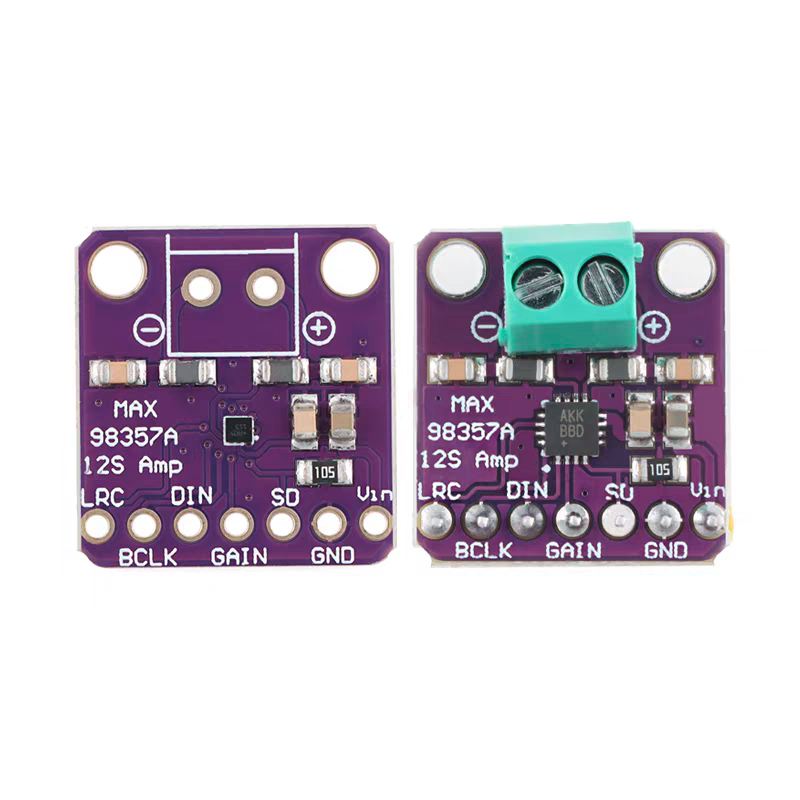 MAX
98357A
12S Amp
105
LRC DIN SD Vin
BCLK GAIN GND
AKK
BBD
+
MAX
98357A
12S Amp
105
LRC DIN SD Vin
BCLK GAIN GND